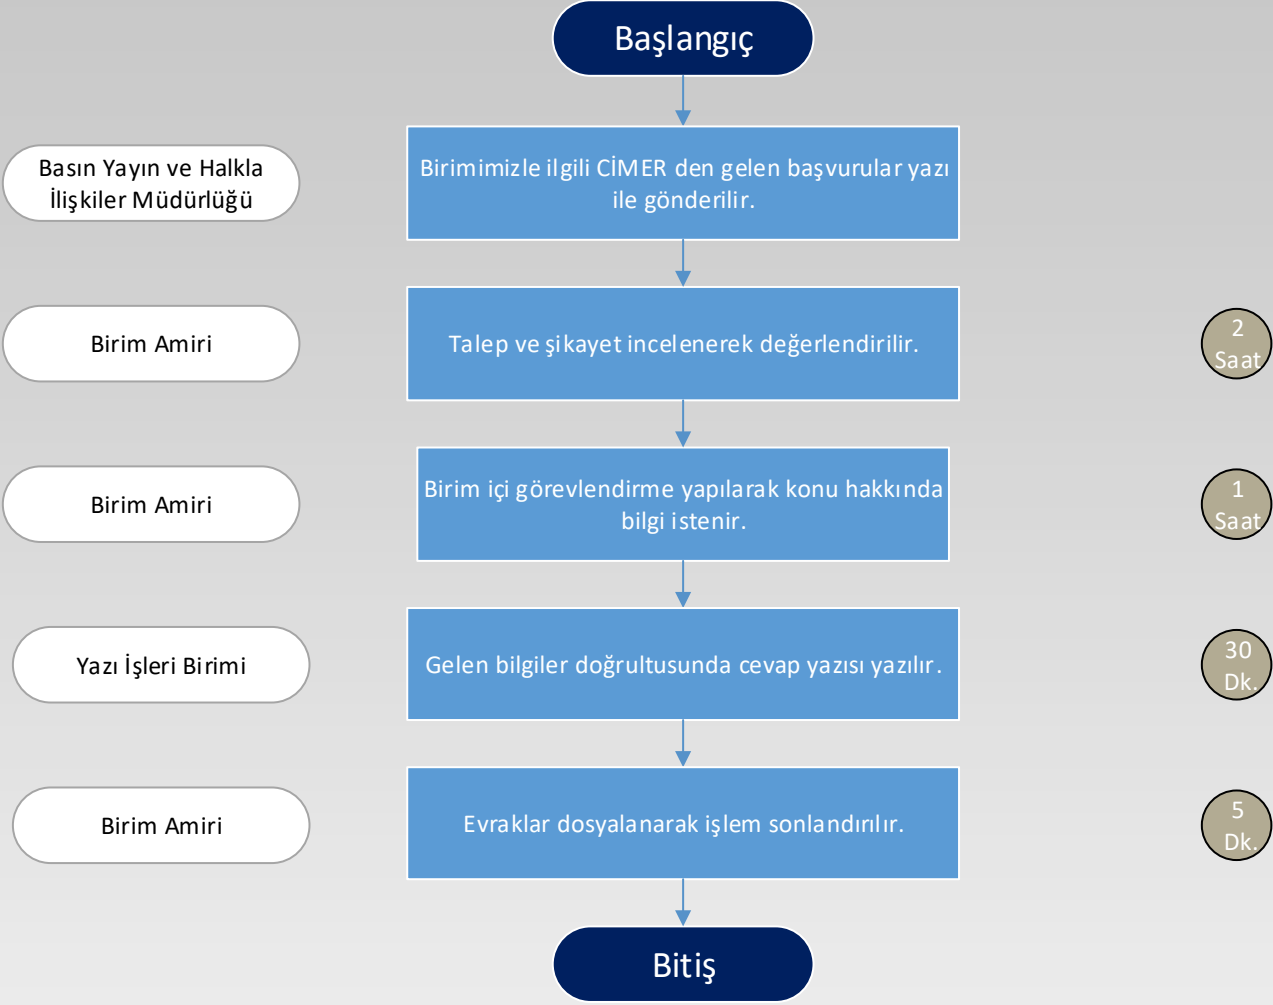 Başlangıç
Basın Yayın ve Halkla
İlişkiler Müdürlüğü
Birimimizle ilgili CİMER den gelen başvurular yazı
ile gönderilir.
Birim Amiri
Talep ve şikayet incelenerek değerlendirilir.
2
Saat
Birim Amiri
Birim içi görevlendirme yapılarak konu hakkında
bilgi istenir.
1
Saat
Yazı İşleri Birimi
Gelen bilgiler doğrultusunda cevap yazısı yazılır.
30
Dk.
Birim Amiri
Evraklar dosyalanarak işlem sonlandırılır.
5
Dk.
Bitiş